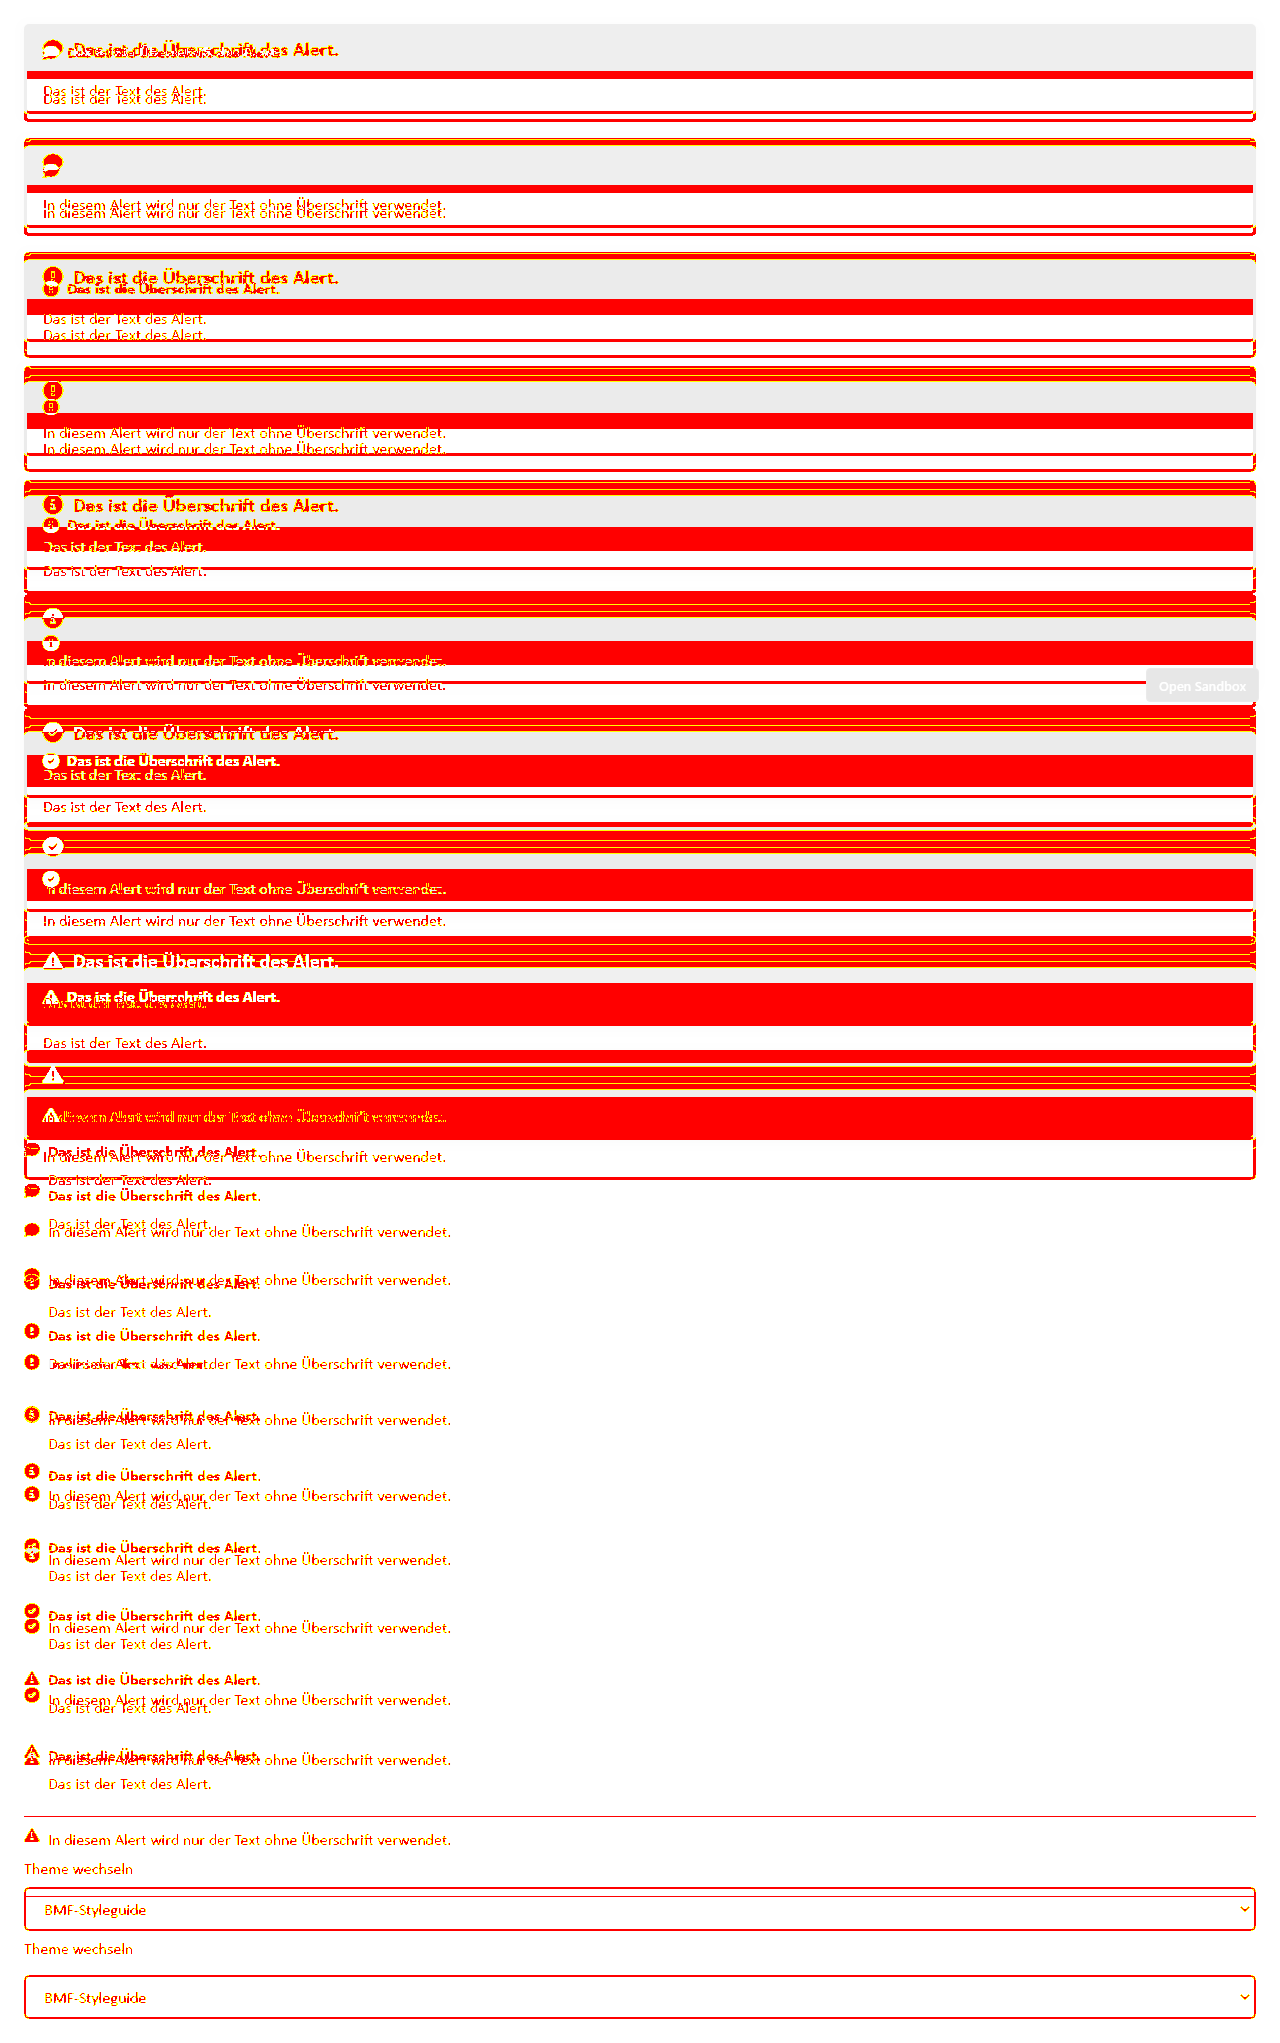 Das ist die Überschrift des Alert.
Das ist der Text des Alert.
Das ist der Text des Alert.
In diesem Alert wird nur der Text ohne Überschrift verwendet.
In diesem Alert wird nur der Text ohne Überschrift verwendet.
Das ist die Überschrift des Alert.
Das ist die Überschrift des Alert.
Das ist der Text des Alert.
Das ist der Text des Alert.
In diesem Alert wird nur der Text ohne Überschrift verwendet.
In diesem Alert wird nur der Text ohne Überschrift verwendet.
Das ist die Überschrift des Alert.
Das ist die Überschrift des Alert.
Das ist der Text des Alert.
Das ist der Text des Alert.
In diesem Alert wird nur der Text ohne Überschrift verwendet.
In diesem Alert wird nur der Text ohne Überschrift verwendet.
Open Sandbox
Das ist die Überschrift des Alert.
Das ist die Überschrift des Alert.
Das ist der Text des Alert.
Das ist der Text des Alert.
In diesem Alert wird nur der Text ohne Überschrift verwendet.
In diesem Alert wird nur der Text ohne Überschrift verwendet.
Das ist die Überschrift des Alert.
Das ist die Überschrift des Alert.
Das ist der Text des Alert.
In diesem Alert wird nur der Text ohne Überschrift verwendet.
Das ist die Überschrift des Alert.
In diesem Alert wird nur der Text ohne Überschrift verwendet.
Das ist der Text des Alert.
Das ist die Überschrift des Alert.
Das ist der Text des Alert.
In diesem Alert wird nur der Text ohne Überschrift verwendet.
In diesem Alert wird nur der Text ohne Überschrift verwendet.
Das ist die Überschrift des Alert.
Das ist der Text des Alert.
Das ist die Überschrift des Alert.
wird nur der Text ohne Überschrift verwendet.
Das ist die Überschrift des Alert.
In diesem Alert wird nur der Text ohne Überschrift verwendet.
Das ist der Text des Alert.
Das ist die Überschrift des Alert.
In diesem Alert wird nur der Text ohne Überschrift verwendet.
Das ist der Text des Alert.
Das ist die Überschrift des Alert.
In diesem Alert wird nur der Text ohne Überschrift verwendet.
Das ist der Text des Alert.
Das ist die Überschrift des Alert.
In diesem Alert wird nur der Text ohne Überschrift verwendet.
Das ist der Text des Alert.
Das ist die Überschrift des Alert.
In diesem Alert wird nur der Text ohne Überschrift verwendet.
Das ist der Text des Alert.
Das ist die Überschrift des Alert.
In diesem Alert wird nur der Text ohne Überschrift verwendet.
Das ist der Text des Alert.
In diesem Alert wird nur der Text ohne Überschrift verwendet.
Theme wechseln
BMF-Styleguide
Theme wechseln
BMF-Styleguide